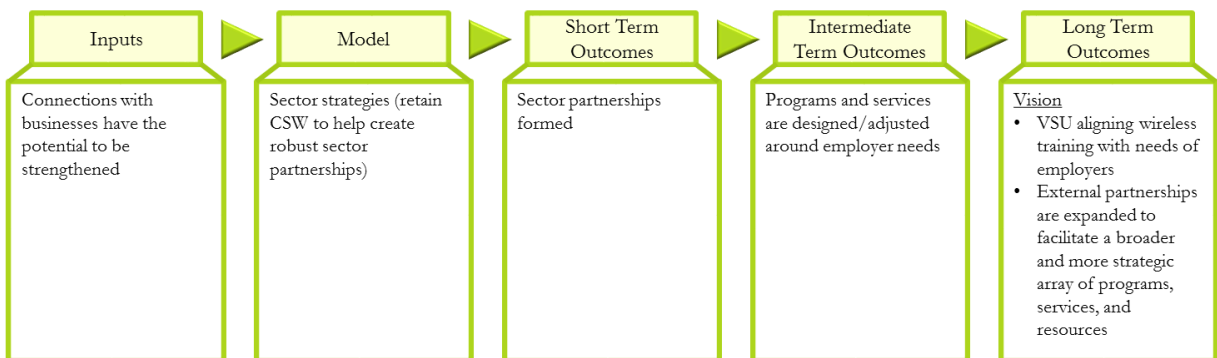 Inputs
Model
Short Term
Outcomes
Intermediate
Term Outcomes
Long Term
Outcomes
Connections with
businesses have the
potential to be
strengthened
Sector strategies (retain
CSW to help create
robust sector
partnerships)
Sector partnerships
formed
Programs and services
are designed/adjusted
around employer needs
Vision
• VSU aligning wireless
training with needs of
employers
• External partnerships
are expanded to
facilitate a broader
and more strategic
array of programs,
services, and
resources